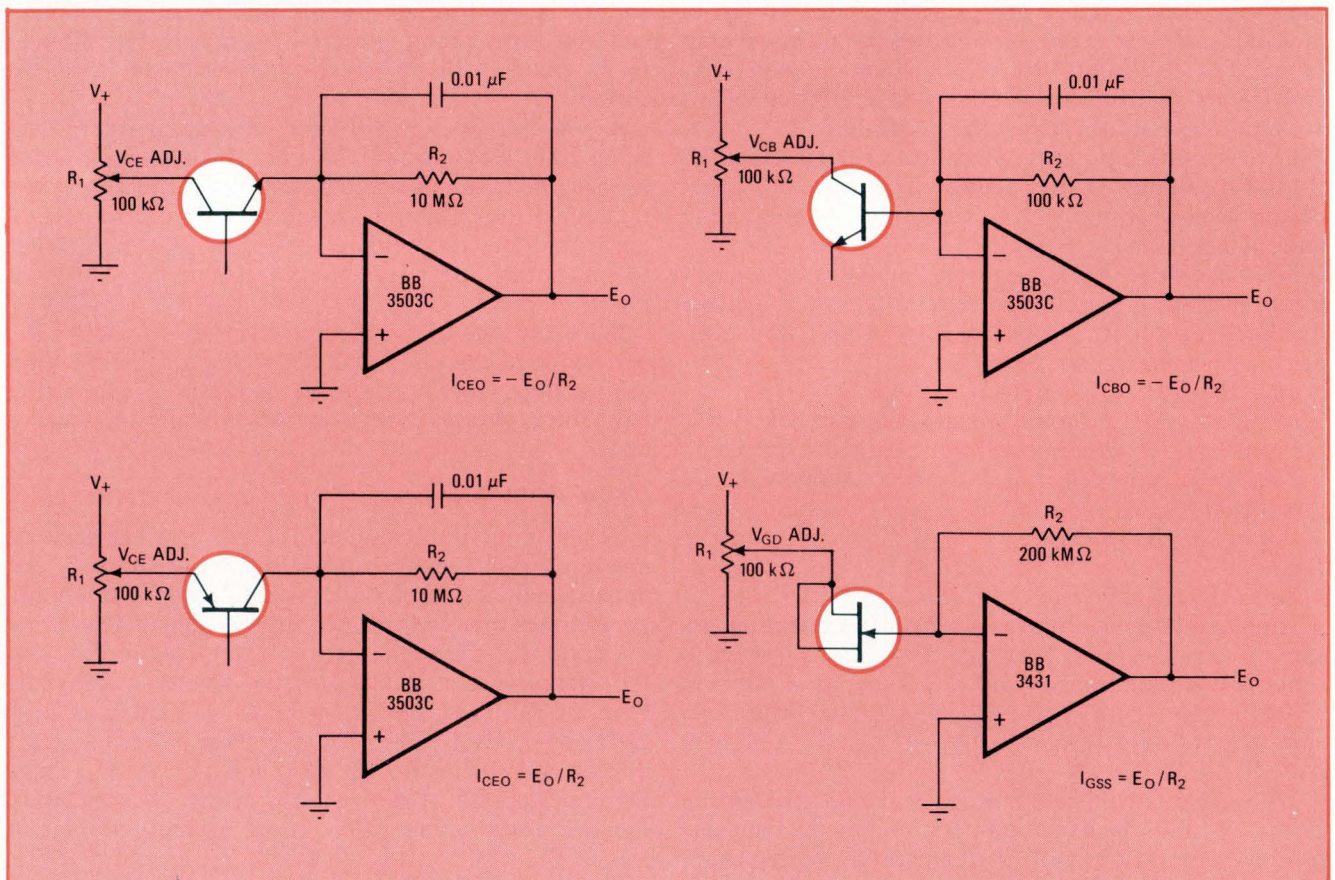 V+
R1
VCE ADJ.
100 kΩ
0.01 μF
R2
10 MΩ
−
BB
3503C
+
EO
ICEO = − EO/R2
V+
R1
VCB ADJ.
100 kΩ
0.01 μF
R2
100 kΩ
−
BB
3503C
+
EO
ICBO = − EO/R2
V+
R1
VCE ADJ.
100 kΩ
0.01 μF
R2
10 MΩ
−
BB
3503C
+
EO
ICEO = EO/R2
V+
R1
VGD ADJ.
100 kΩ
R2
200 kMΩ
−
BB
3431
+
EO
IGSS = EO/R2